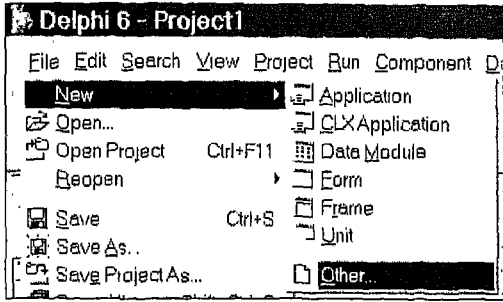 Delphi 6 - Project1
File Edit Search View Project Run Component
New
Open...
Open Project Ctrl+F11
Reopen
Save Ctrl+S
Save As..
Save Project As...
Application
CLX Application
Data Module
Form
Frame
Unit
Other...